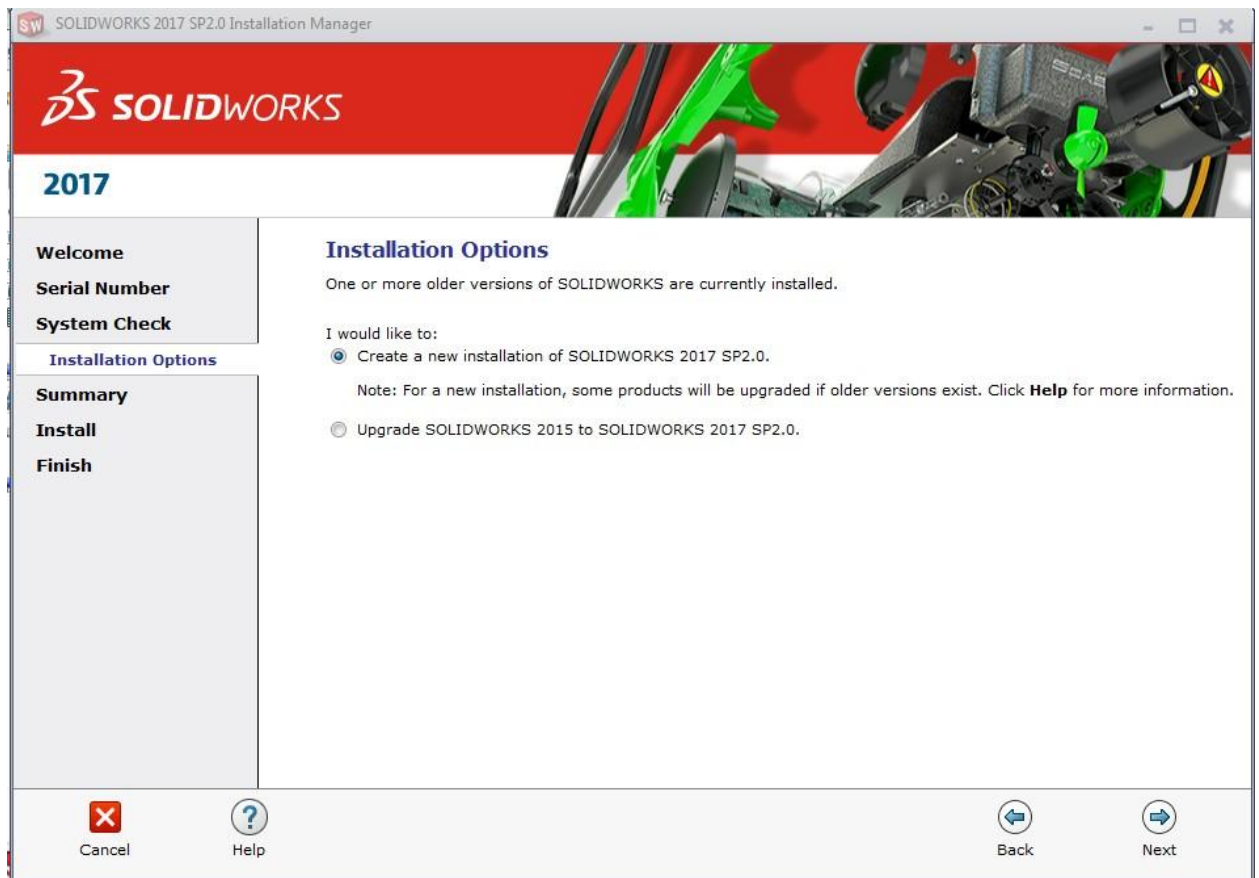 SOLIDWORKS 2017 SP2.0 Installation Manager
SOLIDWORKS
2017
Welcome
Serial Number
System Check
Installation Options
Summary
Install
Finish
Installation Options
One or more older versions of SOLIDWORKS are currently installed.
I would like to:
Create a new installation of SOLIDWORKS 2017 SP2.0.
Note: For a new installation, some products will be upgraded if older versions exist. Click Help for more information.
Upgrade SOLIDWORKS 2015 to SOLIDWORKS 2017 SP2.0.
Cancel
Help
Back
Next